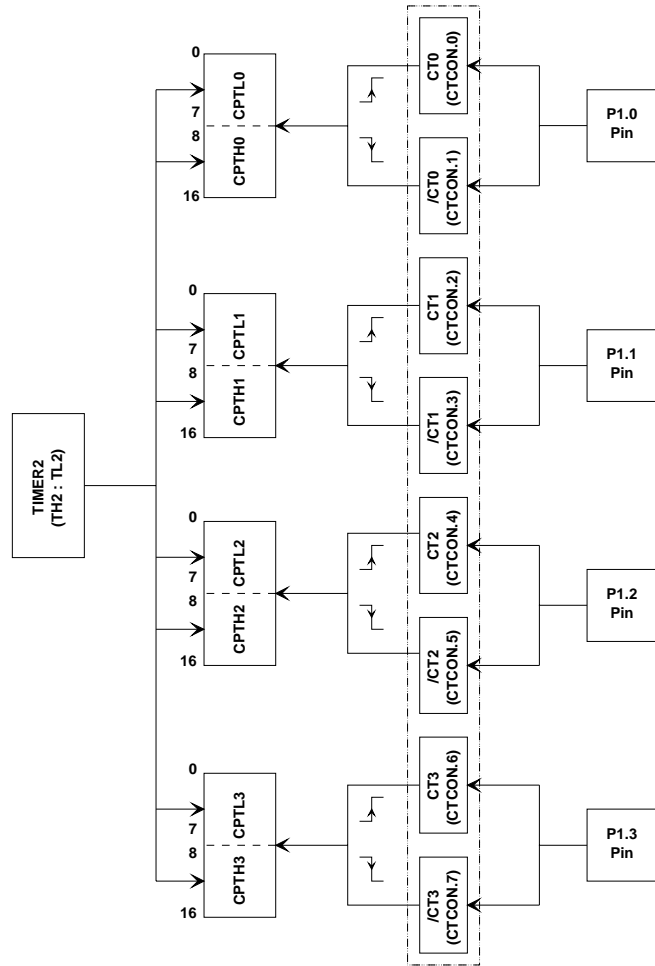 TIMER2
(TH2 : TL2)
16
8
7
0
CPTH3
CPTL3
16
8
7
0
CPTH2
CPTL2
16
8
7
0
CPTH1
CPTL1
16
8
7
0
CPTH0
CPTL0
/CT3
(CTCON.7)
CT3
(CTCON.6)
/CT2
(CTCON.5)
CT2
(CTCON.4)
/CT1
(CTCON.3)
CT1
(CTCON.2)
/CT0
(CTCON.1)
CT0
(CTCON.0)
P1.3
Pin
P1.2
Pin
P1.1
Pin
P1.0
Pin